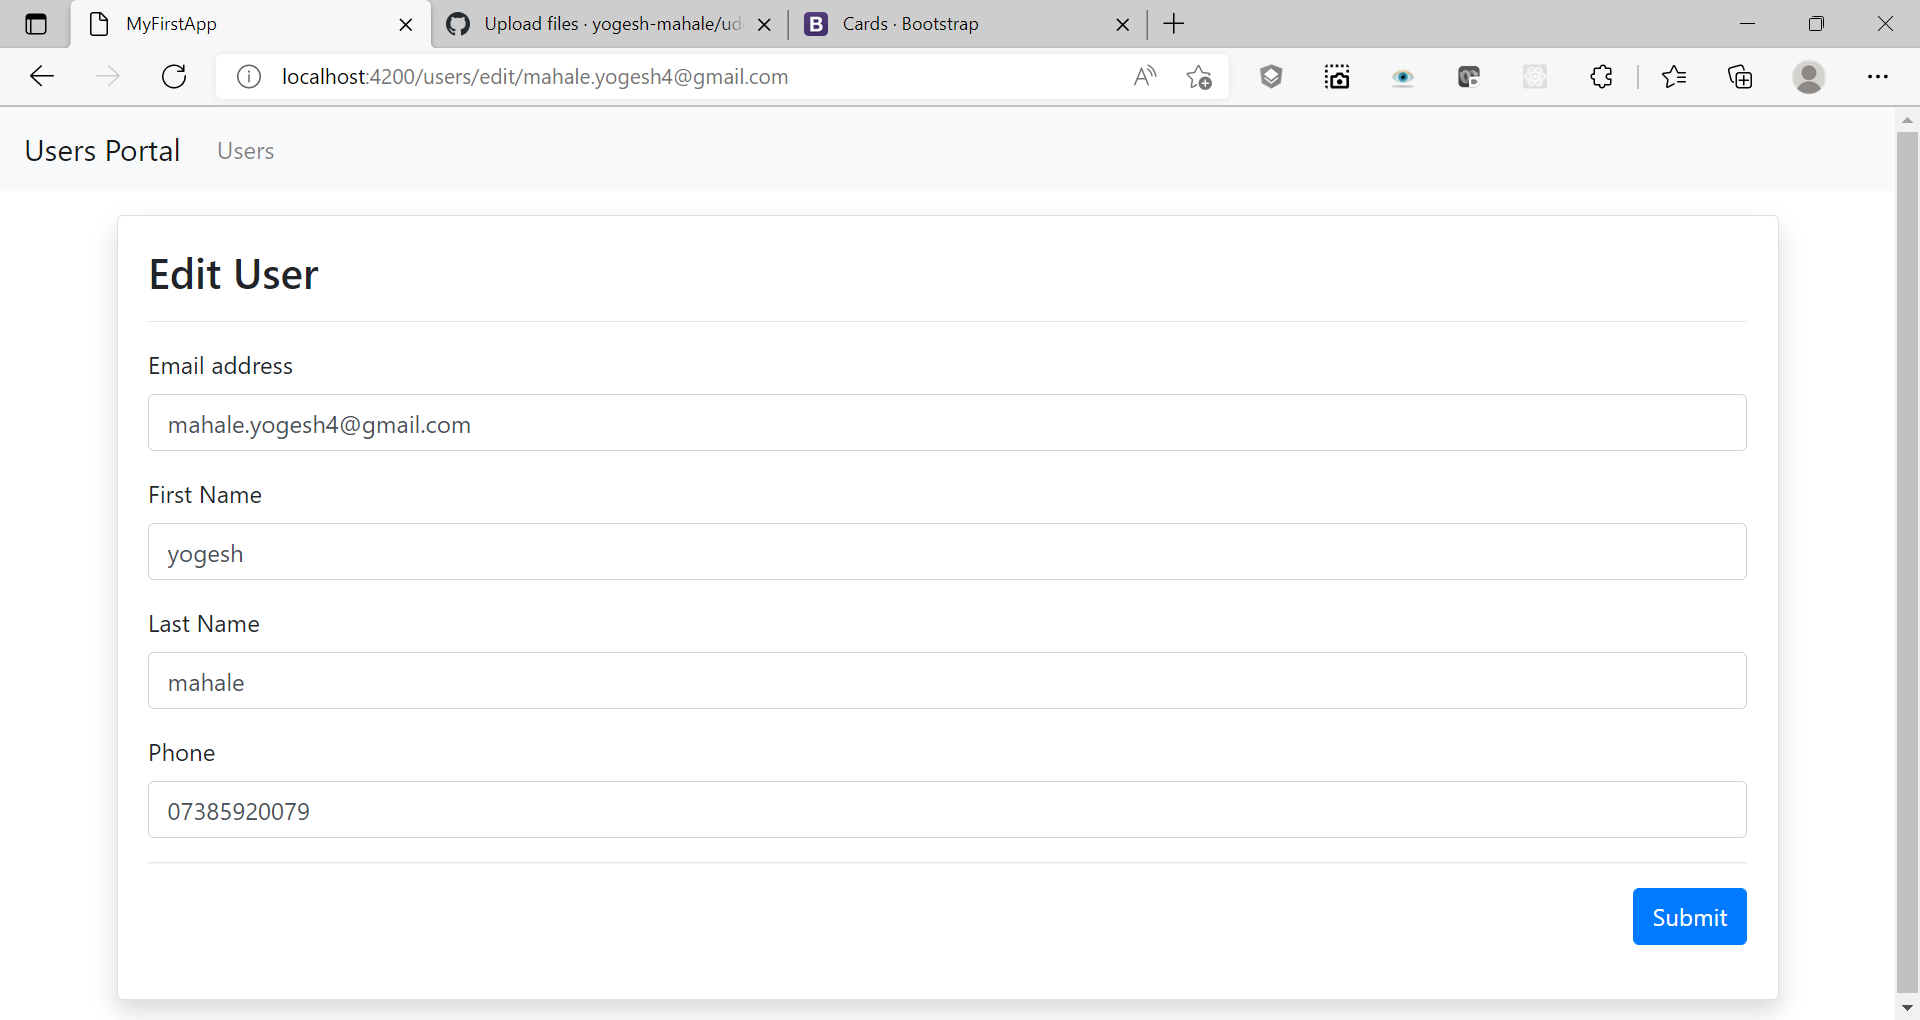 MyFirstApp
Upload files · yogesh-mahale/ud
Cards · Bootstrap
localhost:4200/users/edit/mahale.yogesh4@gmail.com
Users Portal
Users
Edit User
Email address
mahale.yogesh4@gmail.com
First Name
yogesh
Last Name
mahale
Phone
07385920079
Submit